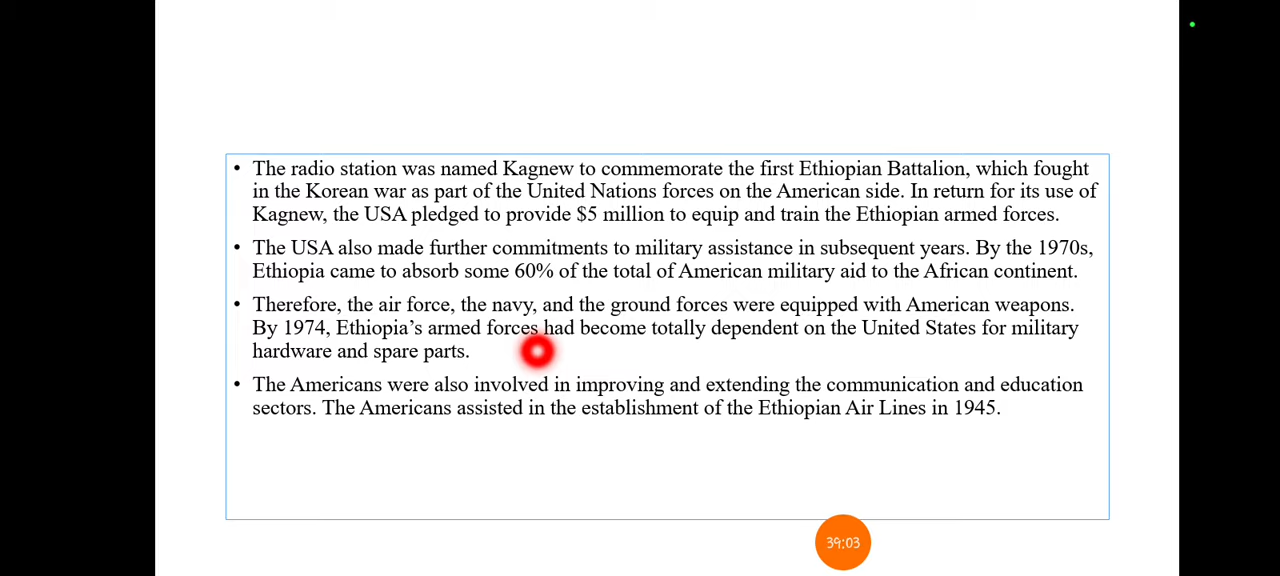 • The radio station was named Kagnew to commemorate the first Ethiopian Battalion, which fought
in the Korean war as part of the United Nations forces on the American side. In return for its use of
Kagnew, the USA pledged to provide $5 million to equip and train the Ethiopian armed forces.
• The USA also made further commitments to military assistance in subsequent years. By the 1970s,
Ethiopia came to absorb some 60% of the total of American military aid to the African continent.
• Therefore, the air force, the navy, and the ground forces were equipped with American weapons.
By 1974, Ethiopia’s armed forces had become totally dependent on the United States for military
hardware and spare parts.
• The Americans were also involved in improving and extending the communication and education
sectors. The Americans assisted in the establishment of the Ethiopian Air Lines in 1945.
39:03